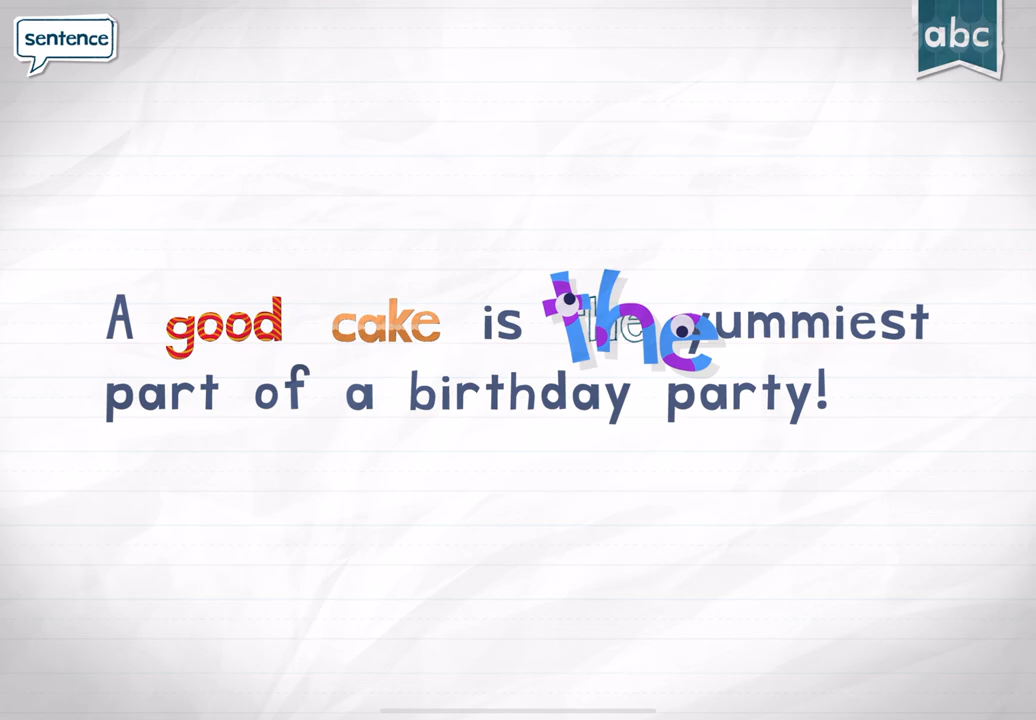 sentence
abc
A good cake is the yummiest
part of a birthday party!